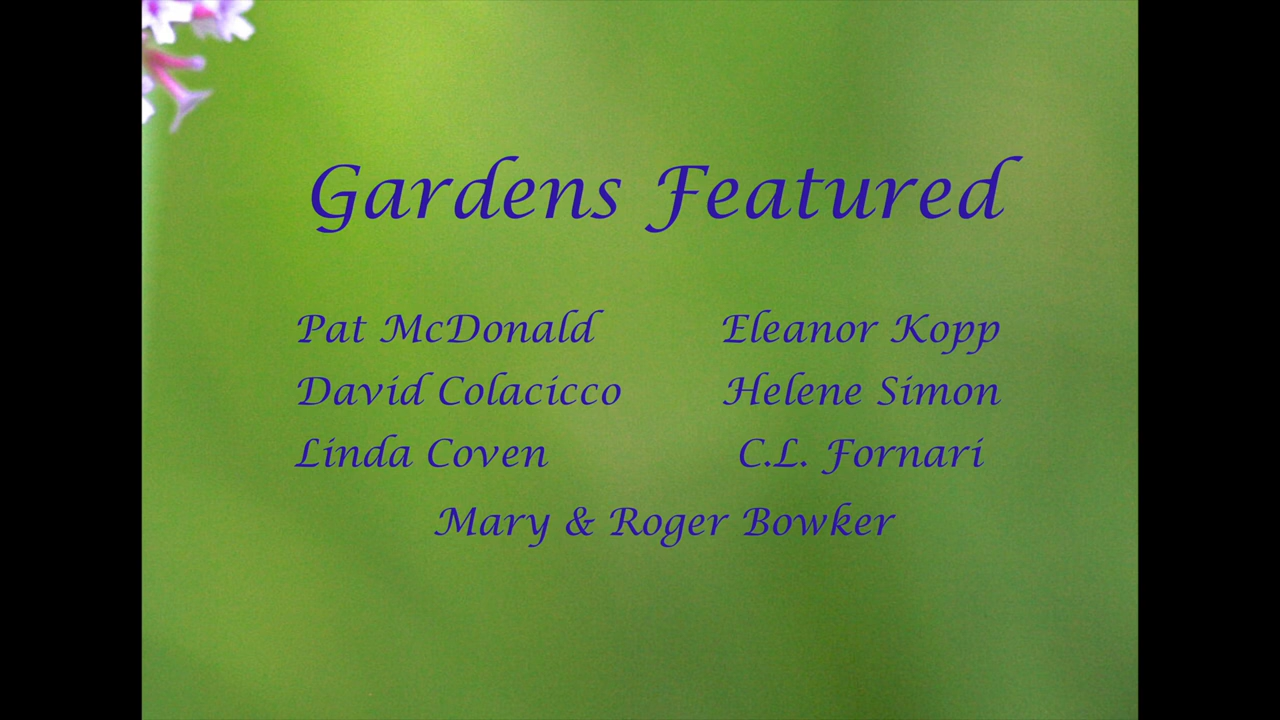 Gardens Featured
Pat McDonald
Eleanor Kopp
David Colacicco
Helene Simon
Linda Coven
C.L. Fornari
Mary & Roger Bowker